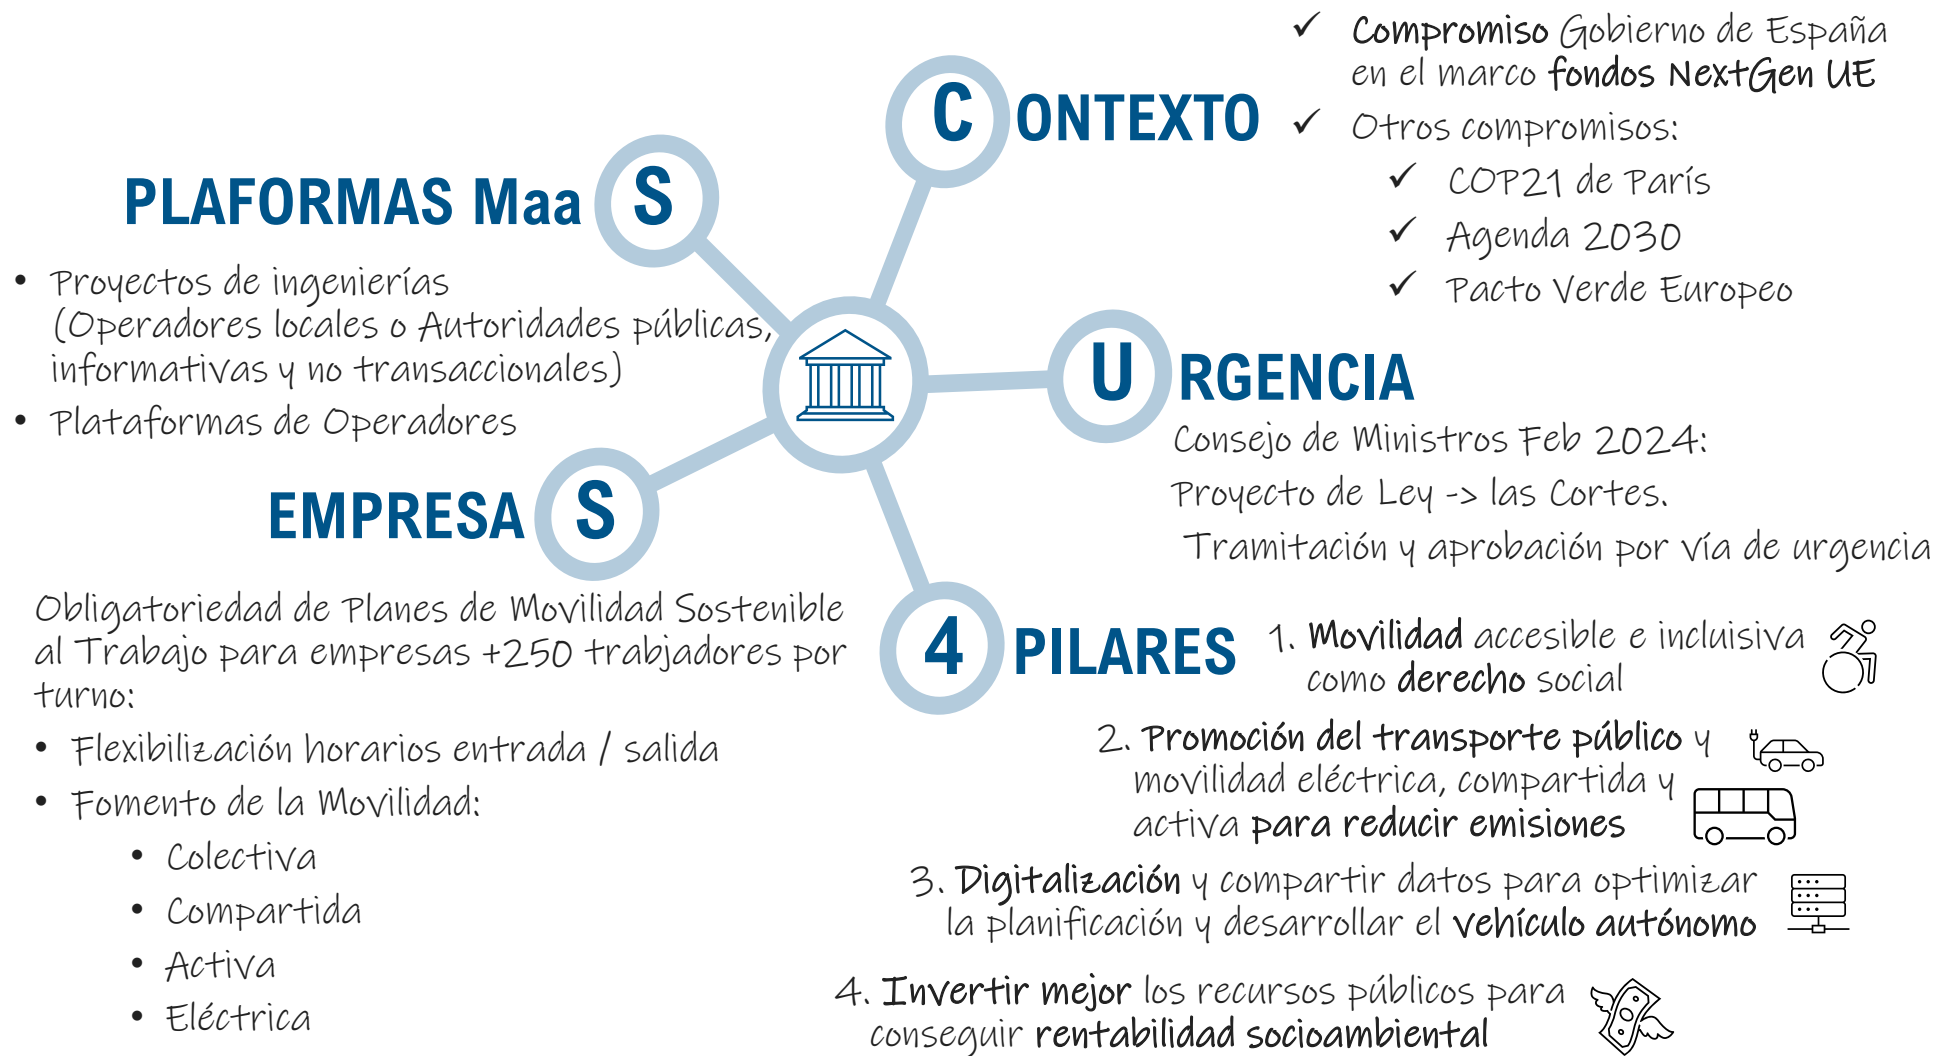 CONTEXTO
✓ Compromiso Gobierno de España
en el marco fondos NextGen UE
✓ Otros compromisos:
✓ COP21 de París
✓ Agenda 2030
✓ Pacto Verde Europeo
URGENCIA
Consejo de Ministros Feb 2024:
Proyecto de Ley -> las Cortes.
Tramitación y aprobación por vía de urgencia
4 PILARES
1. Movilidad accesible e incluisiva
como derecho social
2. Promoción del transporte público y
movilidad eléctrica, compartida y
activa para reducir emisiones
3. Digitalización y compartir datos para optimizar
la planificación y desarrollar el vehículo autónomo
4. Invertir mejor los recursos públicos para
conseguir rentabilidad socioambiental
PLAFORMAS MaaS
• Proyectos de ingenierías
(Operadores locales o Autoridades públicas,
informativas y no transaccionales)
• Plataformas de Operadores
EMPRESAS
Obligatoriedad de Planes de Movilidad Sostenible
al Trabajo para empresas +250 trabjadores por
turno:
• Flexibilización horarios entrada / salida
• Fomento de la Movilidad:
• Colectiva
• Compartida
• Activa
• Eléctrica